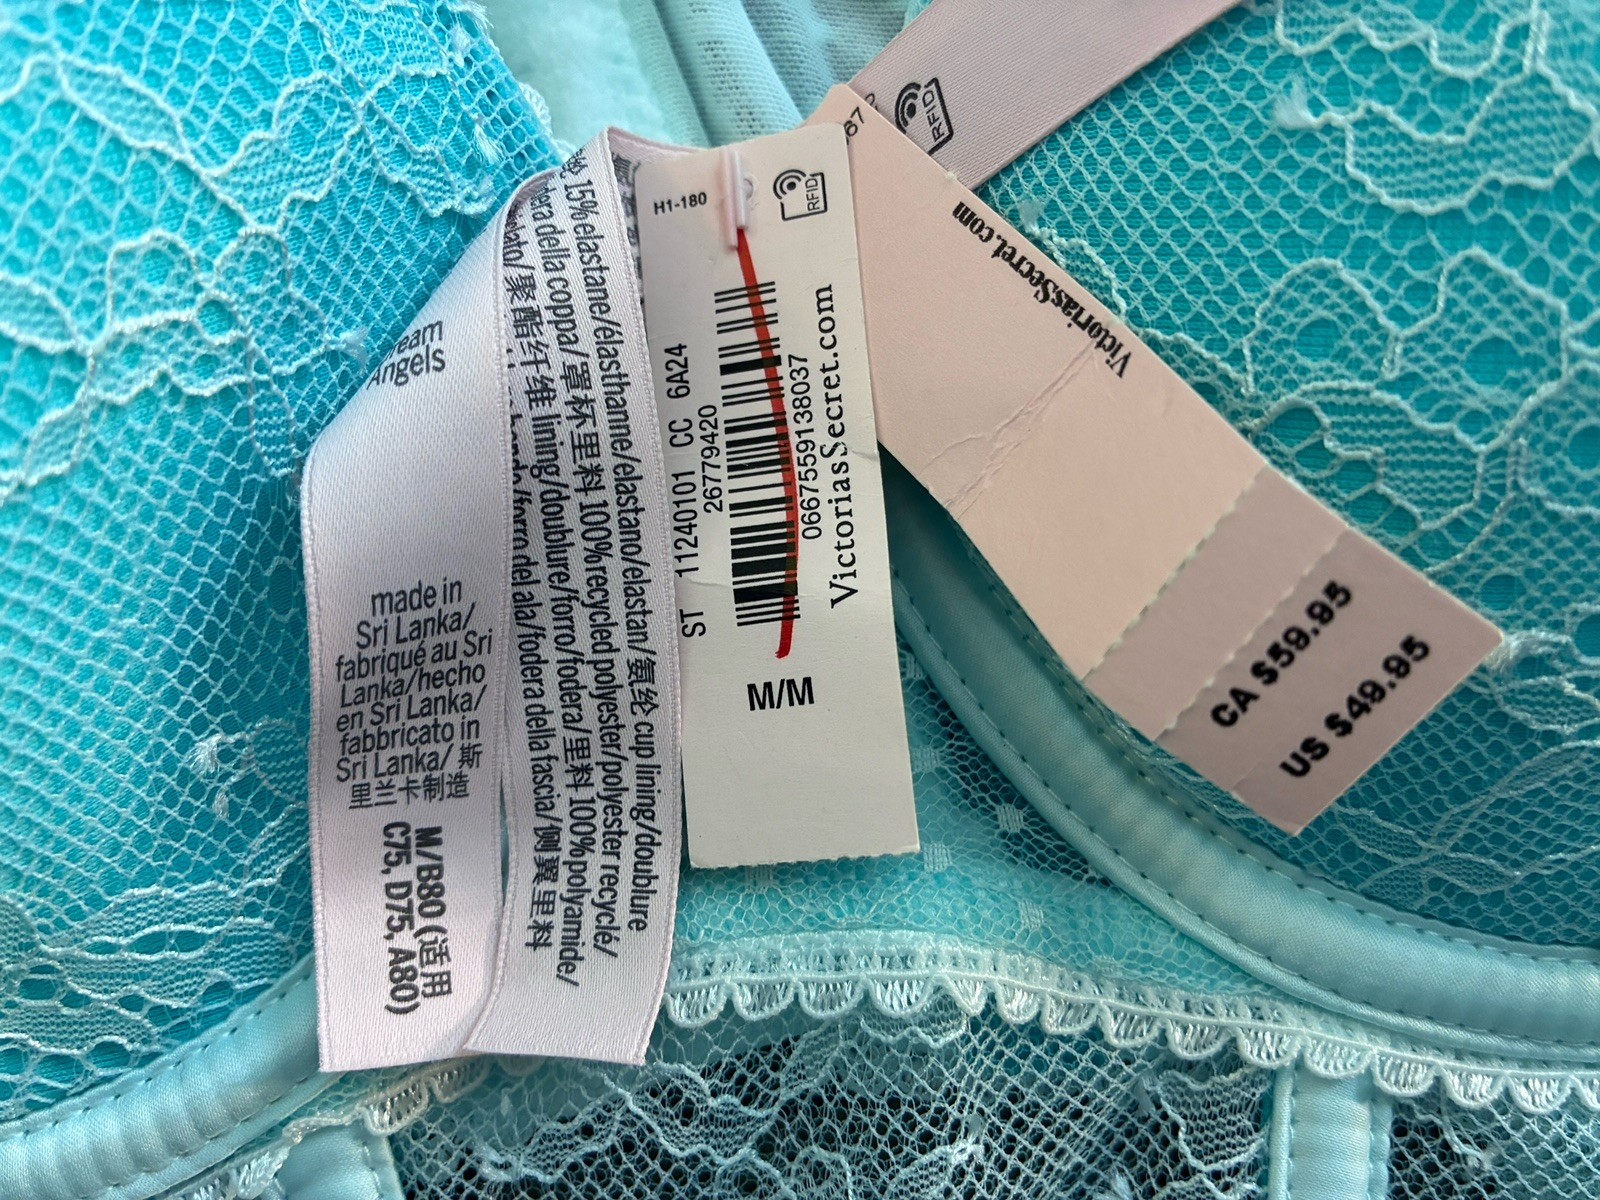 Angels
made in
Sri Lanka/
fabriqué au Sri
Lanka/hecho
en Sri Lanka/
fabbricato in
Sri Lanka/ 斯
里兰卡制造
M/B80 (适用
C75, D75, A80)
15% elastane/élasthanne/elastano/elastan/氨纶 cup lining/doublure
della coppa/罩杯里料 100% recycled polyester/polyester recyclé/
聚酯纤维 lining/doublure/forro/fodera/里料 100% polyamide/
forro del ala/fodera della fascia/侧翼里料
H1-180
RFID
ST 11240101 CC 6A24
26779420
0667559138037
VictoriasSecret.com
M/M
RFID
VictoriasSecret.com
CA $59.95
US $49.95